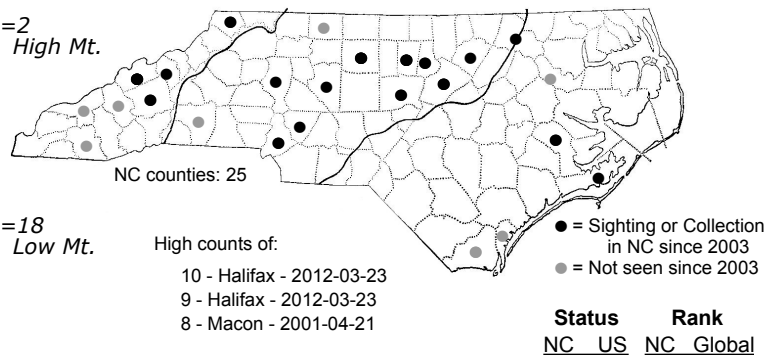 =2
High Mt.
NC counties: 25
=18
Low Mt.
High counts of:
10 - Halifax - 2012-03-23
9 - Halifax - 2012-03-23
8 - Macon - 2001-04-21
= Sighting or Collection
in NC since 2003
= Not seen since 2003
Status Rank
NC US NC Global